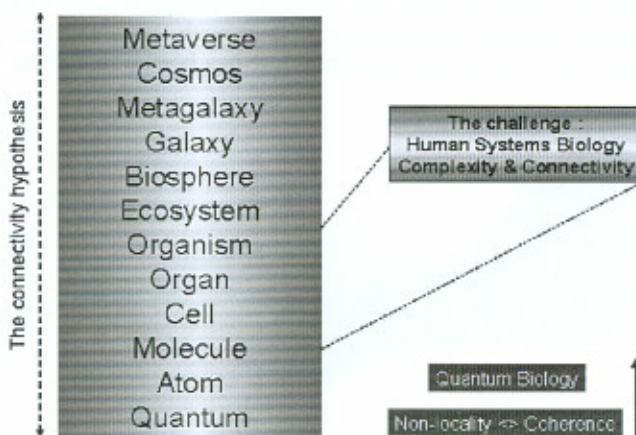 The connectivity hypothesis
Metaverse
Cosmos
Metagalaxy
Galaxy
Biosphere
Ecosystem
Organism
Organ
Cell
Molecule
Atom
Quantum
The challenge :
Human Systems Biology
Complexity & Connectivity
Quantum Biology
Non-locality <> Coherence